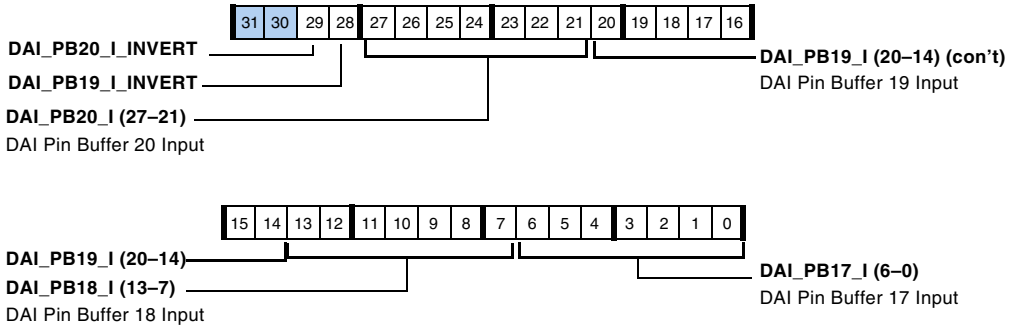 31 30 29 28 27 26 25 24 23 22 21 20 19 18 17 16
DAI_PB20_I_INVERT
DAI_PB19_I_INVERT
DAI_PB20_I (27–21)
DAI Pin Buffer 20 Input
DAI_PB19_I (20–14) (con't)
DAI Pin Buffer 19 Input
15 14 13 12 11 10 9 8 7 6 5 4 3 2 1 0
DAI_PB19_I (20–14)
DAI_PB18_I (13–7)
DAI Pin Buffer 18 Input
DAI_PB17_I (6–0)
DAI Pin Buffer 17 Input